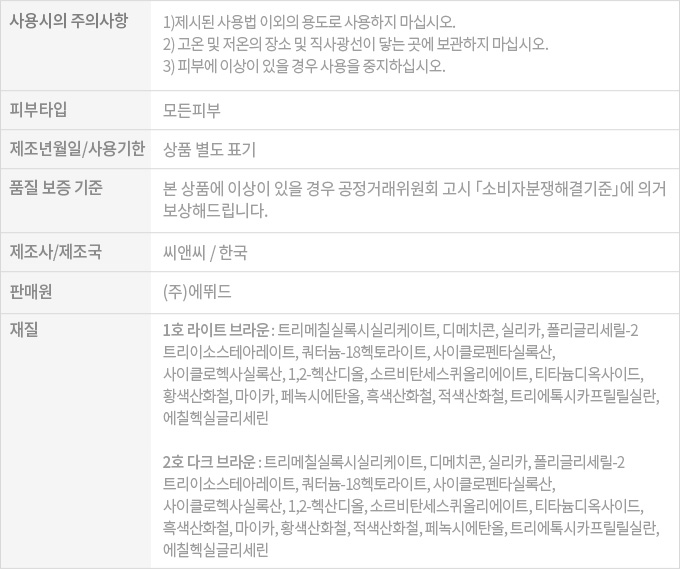 사용시의 주의사항
1)제시된 사용법 이외의 용도로 사용하지 마십시오.
2) 고온 및 저온의 장소 및 직사광선이 닿는 곳에 보관하지 마십시오.
3) 피부에 이상이 있을 경우 사용을 중지하십시오.
피부타입
모든피부
제조년월일/사용기한
상품 별도 표기
품질 보증 기준
본 상품에 이상이 있을 경우 공정거래위원회 고시 「소비자분쟁해결기준」에 의거
보상해드립니다.
제조사/제조국
씨앤씨 / 한국
판매원
(주)에뛰드
재질
1호 라이트 브라운 : 트리메칠실록시실리케이트, 디메치콘, 실리카, 폴리글리세릴-2
트리이소스테아레이트, 쿼터늄-18헥토라이트, 사이클로펜타실록산,
사이클로헥사실록산, 1,2-헥산디올, 소르비탄세스퀴올리에이트, 티타늄디옥사이드,
황색산화철, 마이카, 페녹시에탄올, 흑색산화철, 적색산화철, 트리에톡시카프릴릴실란,
에칠헥실글리세린
2호 다크 브라운 : 트리메칠실록시실리케이트, 디메치콘, 실리카, 폴리글리세릴-2
트리이소스테아레이트, 쿼터늄-18헥토라이트, 사이클로펜타실록산,
사이클로헥사실록산, 1,2-헥산디올, 소르비탄세스퀴올리에이트, 티타늄디옥사이드,
흑색산화철, 마이카, 황색산화철, 적색산화철, 페녹시에탄올, 트리에톡시카프릴릴실란,
에칠헥실글리세린